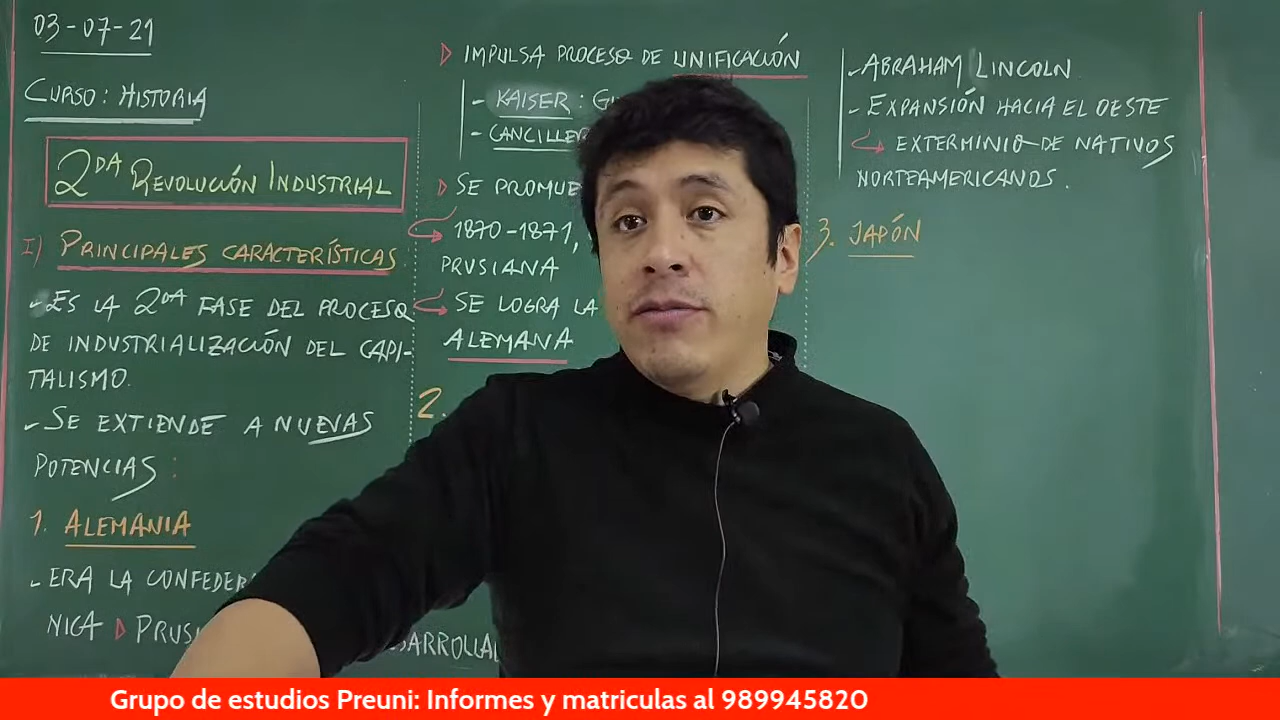 03-07-21
CURSO: HISTORIA
2DA REVOLUCIÓN INDUSTRIAL
I) PRINCIPALES CARACTERÍSTICAS
- ES LA 2DA FASE DEL PROCESO
DE INDUSTRIALIZACIÓN DEL CAPI-
TALISMO.
- SE EXTIENDE A NUEVAS
POTENCIAS:
1. ALEMANIA
- ERA LA
NICA
IMPULSA PROCESO DE UNIFICACIÓN
- KAISER:
-
SE
1870-1871,
PRUSIANA
SE LOGRA LA
ALEMANA
2.
- ABRAHAM LINCOLN
- EXPANSIÓN HACIA EL OESTE
EXTERMINIO DE NATIVOS
NORTEAMERICANOS.
3. JAPÓN
Grupo de estudios Preuni: Informes y matriculas al 989945820